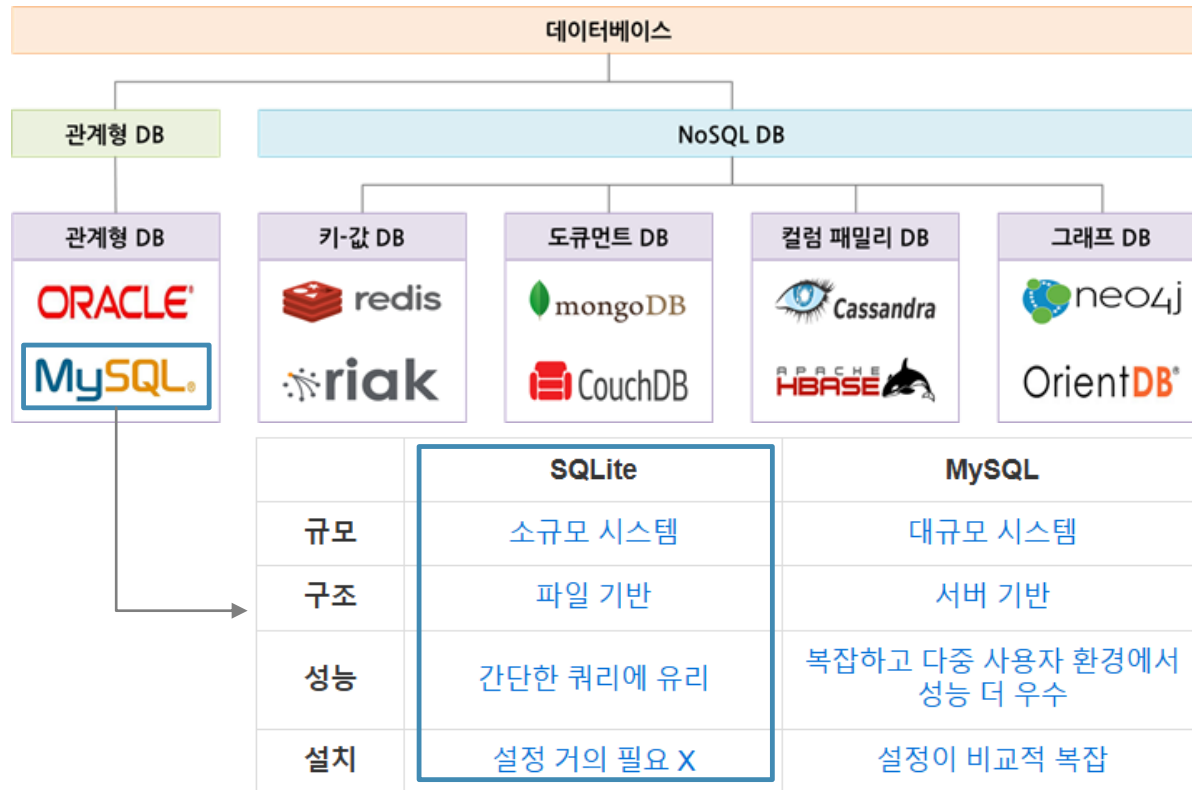 데이터베이스
관계형 DB
NoSQL DB
관계형 DB
키-값 DB
도큐먼트 DB
컬럼 패밀리 DB
그래프 DB
ORACLE®
redis
mongoDB
Cassandra
neo4j
MySQL®
riak
CouchDB
APACHE
HBASE
OrientDB®
SQLite
MySQL
규모
소규모 시스템
대규모 시스템
구조
파일 기반
서버 기반
성능
간단한 쿼리에 유리
복잡하고 다중 사용자 환경에서
성능 더 우수
설치
설정 거의 필요 X
설정이 비교적 복잡